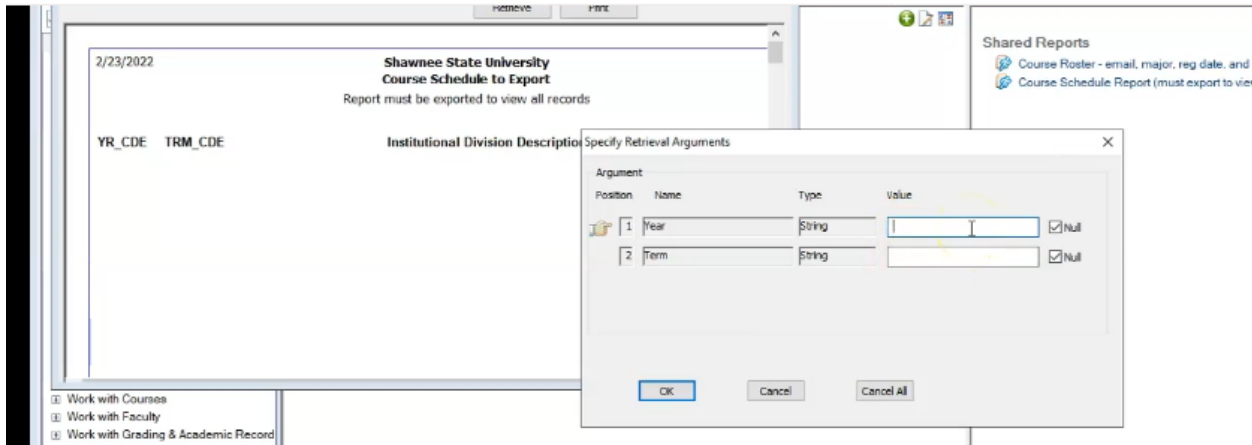 Retrieve Print
2/23/2022
Shawnee State University
Course Schedule to Export
Report must be exported to view all records
YR_CDE TRM_CDE Institutional Division Description
Shared Reports
Course Roster - email, major, reg date, and
Course Schedule Report (must export to view
Specify Retrieval Arguments
Argument
Position Name Type Value
1 Year String Null
2 Term String Null
OK Cancel Cancel All
Work with Courses
Work with Faculty
Work with Grading & Academic Record